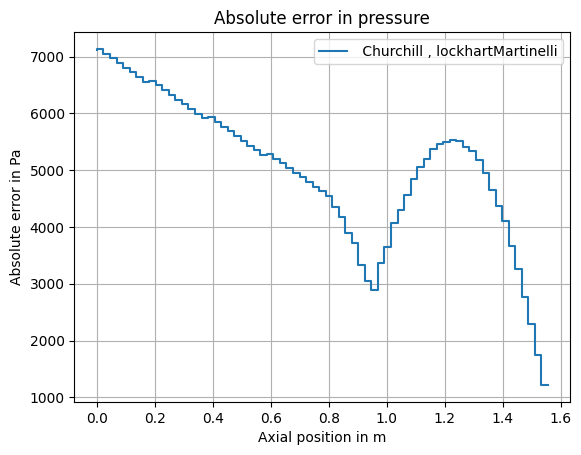 Absolute error in pressure
Churchill , lockhartMartinelli
Absolute error in Pa
7000
6000
5000
4000
3000
2000
1000
0.0 0.2 0.4 0.6 0.8 1.0 1.2 1.4 1.6
Axial position in m